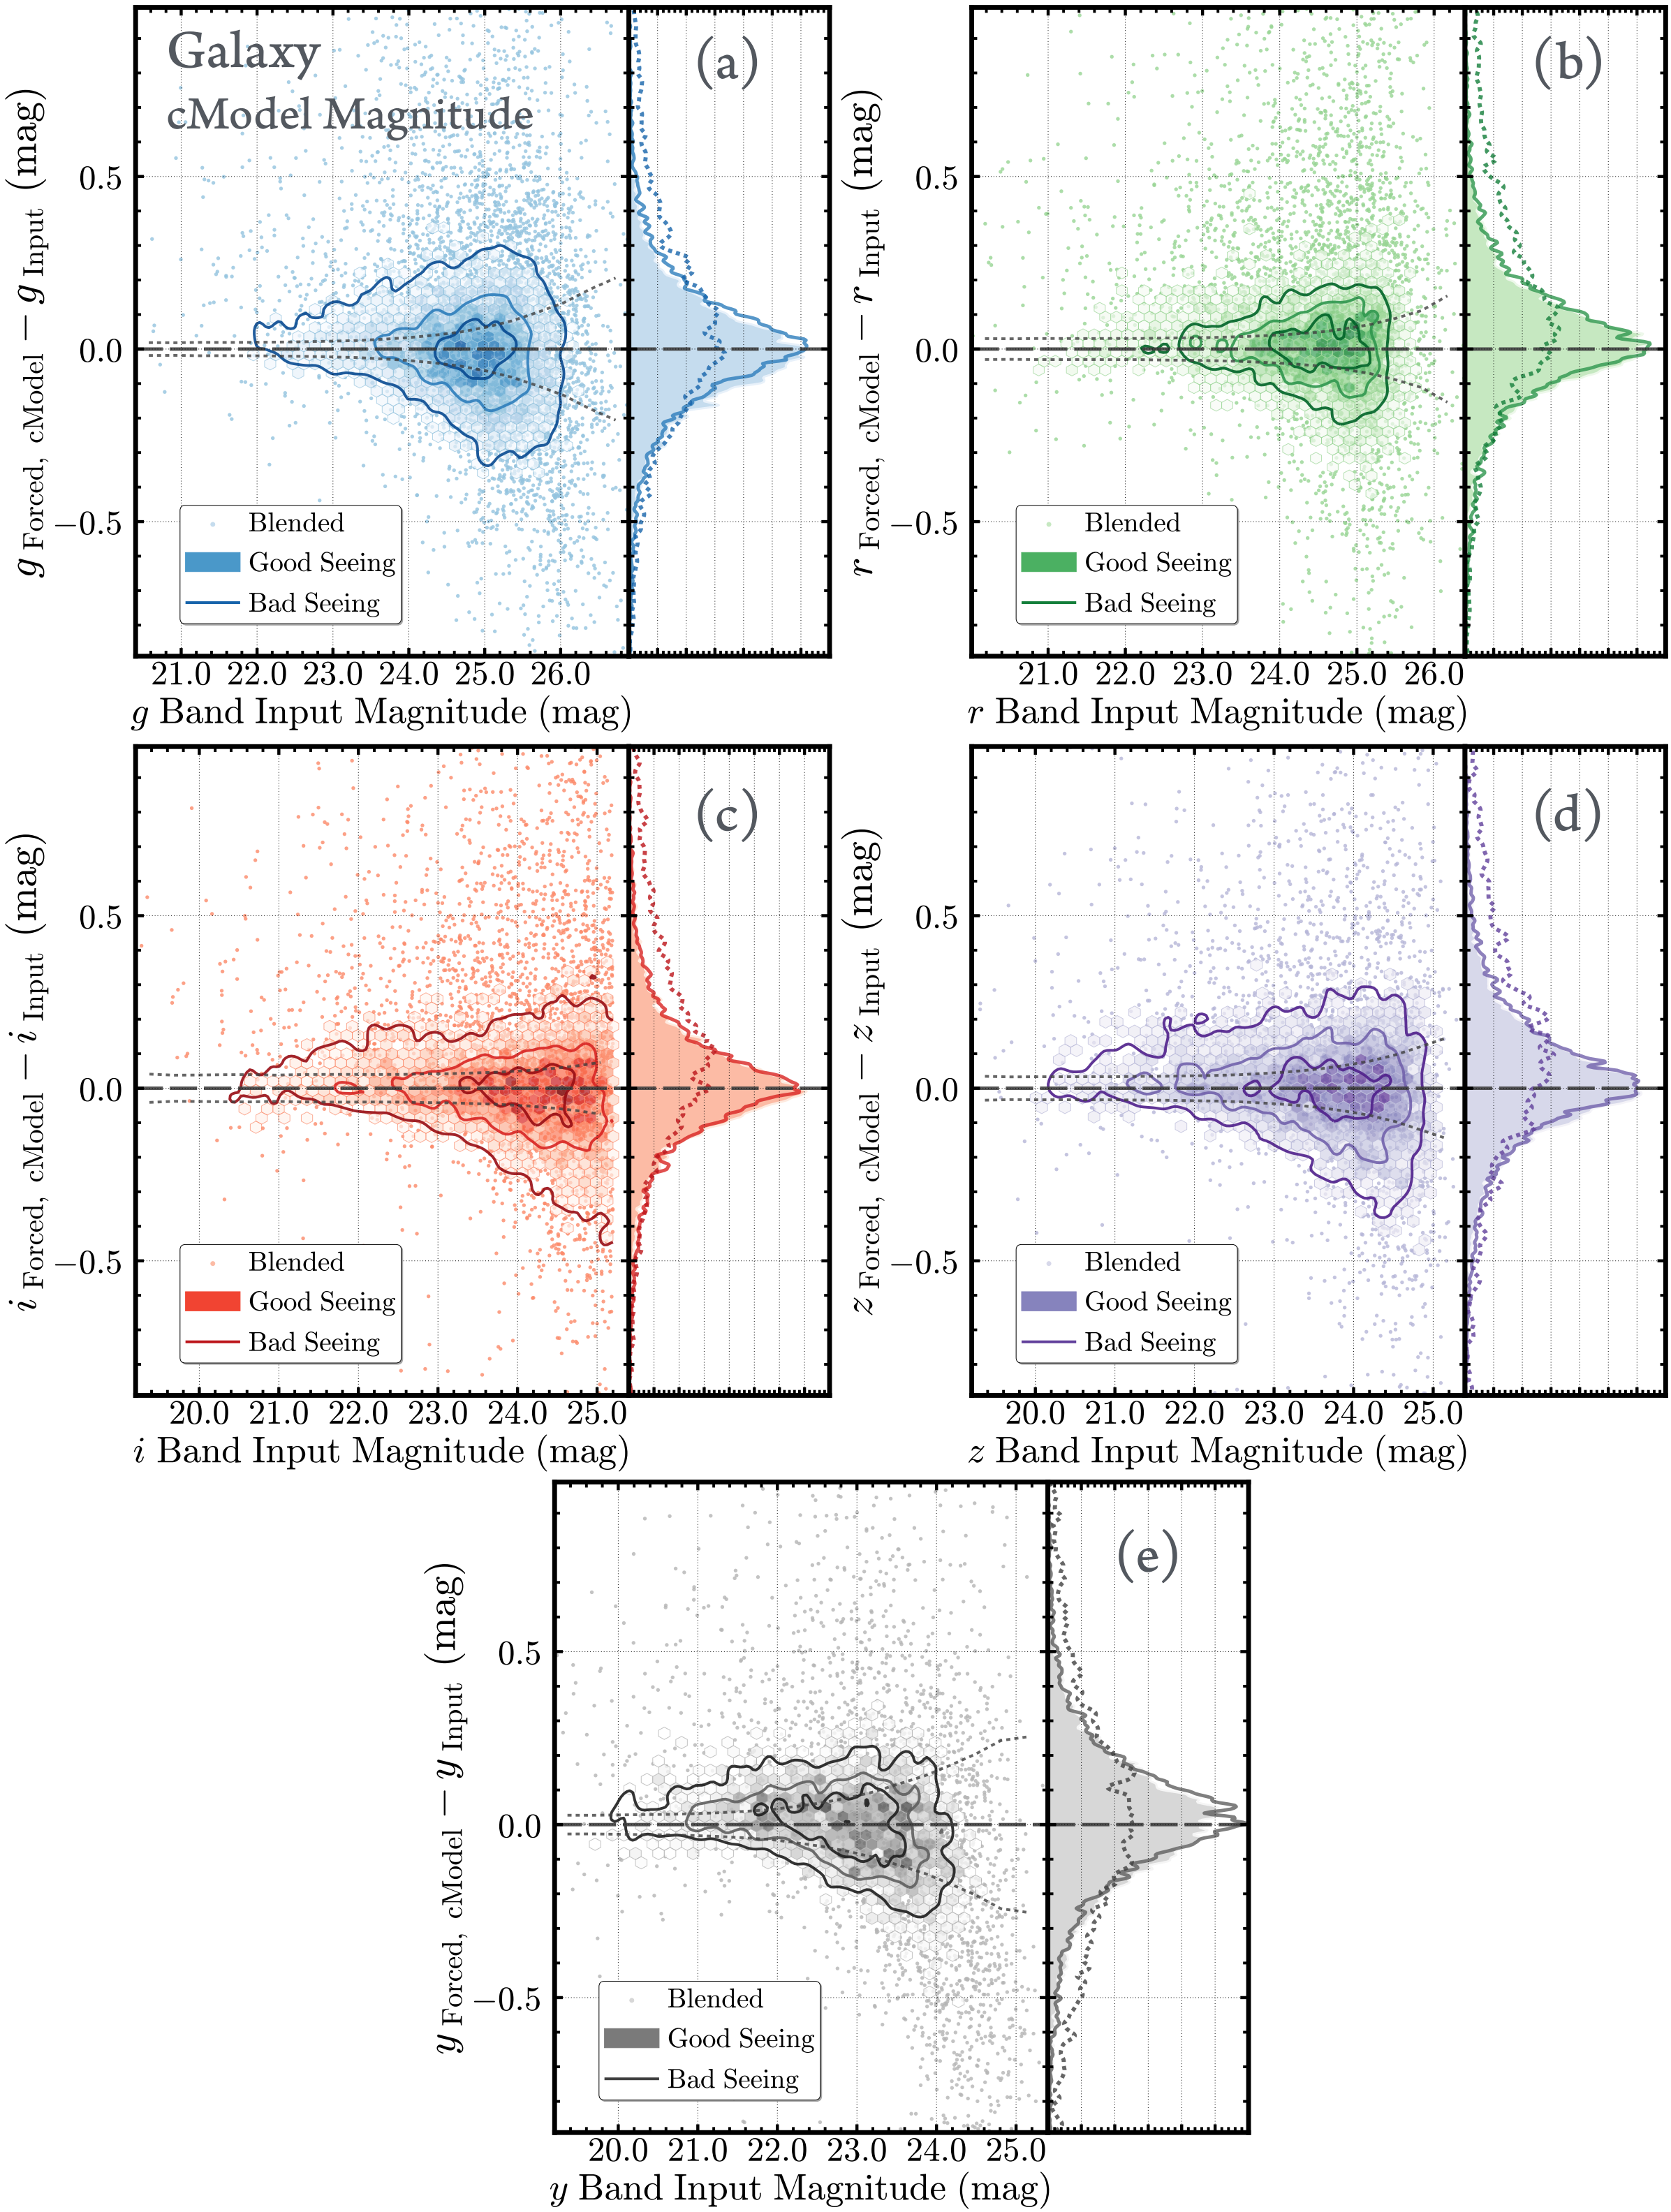 Galaxy
cModel Magnitude
(a)
g Forced, cModel − g Input (mag)
0.5
0.0
−0.5
Blended
Good Seeing
Bad Seeing
21.0 22.0 23.0 24.0 25.0 26.0
g Band Input Magnitude (mag)
(b)
r Forced, cModel − r Input (mag)
0.5
0.0
−0.5
Blended
Good Seeing
Bad Seeing
21.0 22.0 23.0 24.0 25.0 26.0
r Band Input Magnitude (mag)
(c)
i Forced, cModel − i Input (mag)
0.5
0.0
−0.5
Blended
Good Seeing
Bad Seeing
20.0 21.0 22.0 23.0 24.0 25.0
i Band Input Magnitude (mag)
(d)
z Forced, cModel − z Input (mag)
0.5
0.0
−0.5
Blended
Good Seeing
Bad Seeing
20.0 21.0 22.0 23.0 24.0 25.0
z Band Input Magnitude (mag)
(e)
y Forced, cModel − y Input (mag)
0.5
0.0
−0.5
Blended
Good Seeing
Bad Seeing
20.0 21.0 22.0 23.0 24.0 25.0
y Band Input Magnitude (mag)